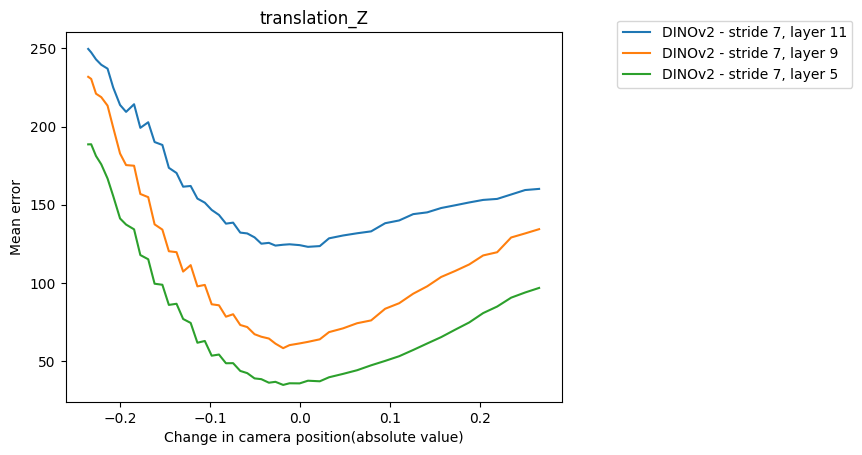 translation_Z
DINOv2 - stride 7, layer 11
DINOv2 - stride 7, layer 9
DINOv2 - stride 7, layer 5
Mean error
250
200
150
100
50
−0.2
−0.1
0.0
0.1
0.2
Change in camera position(absolute value)